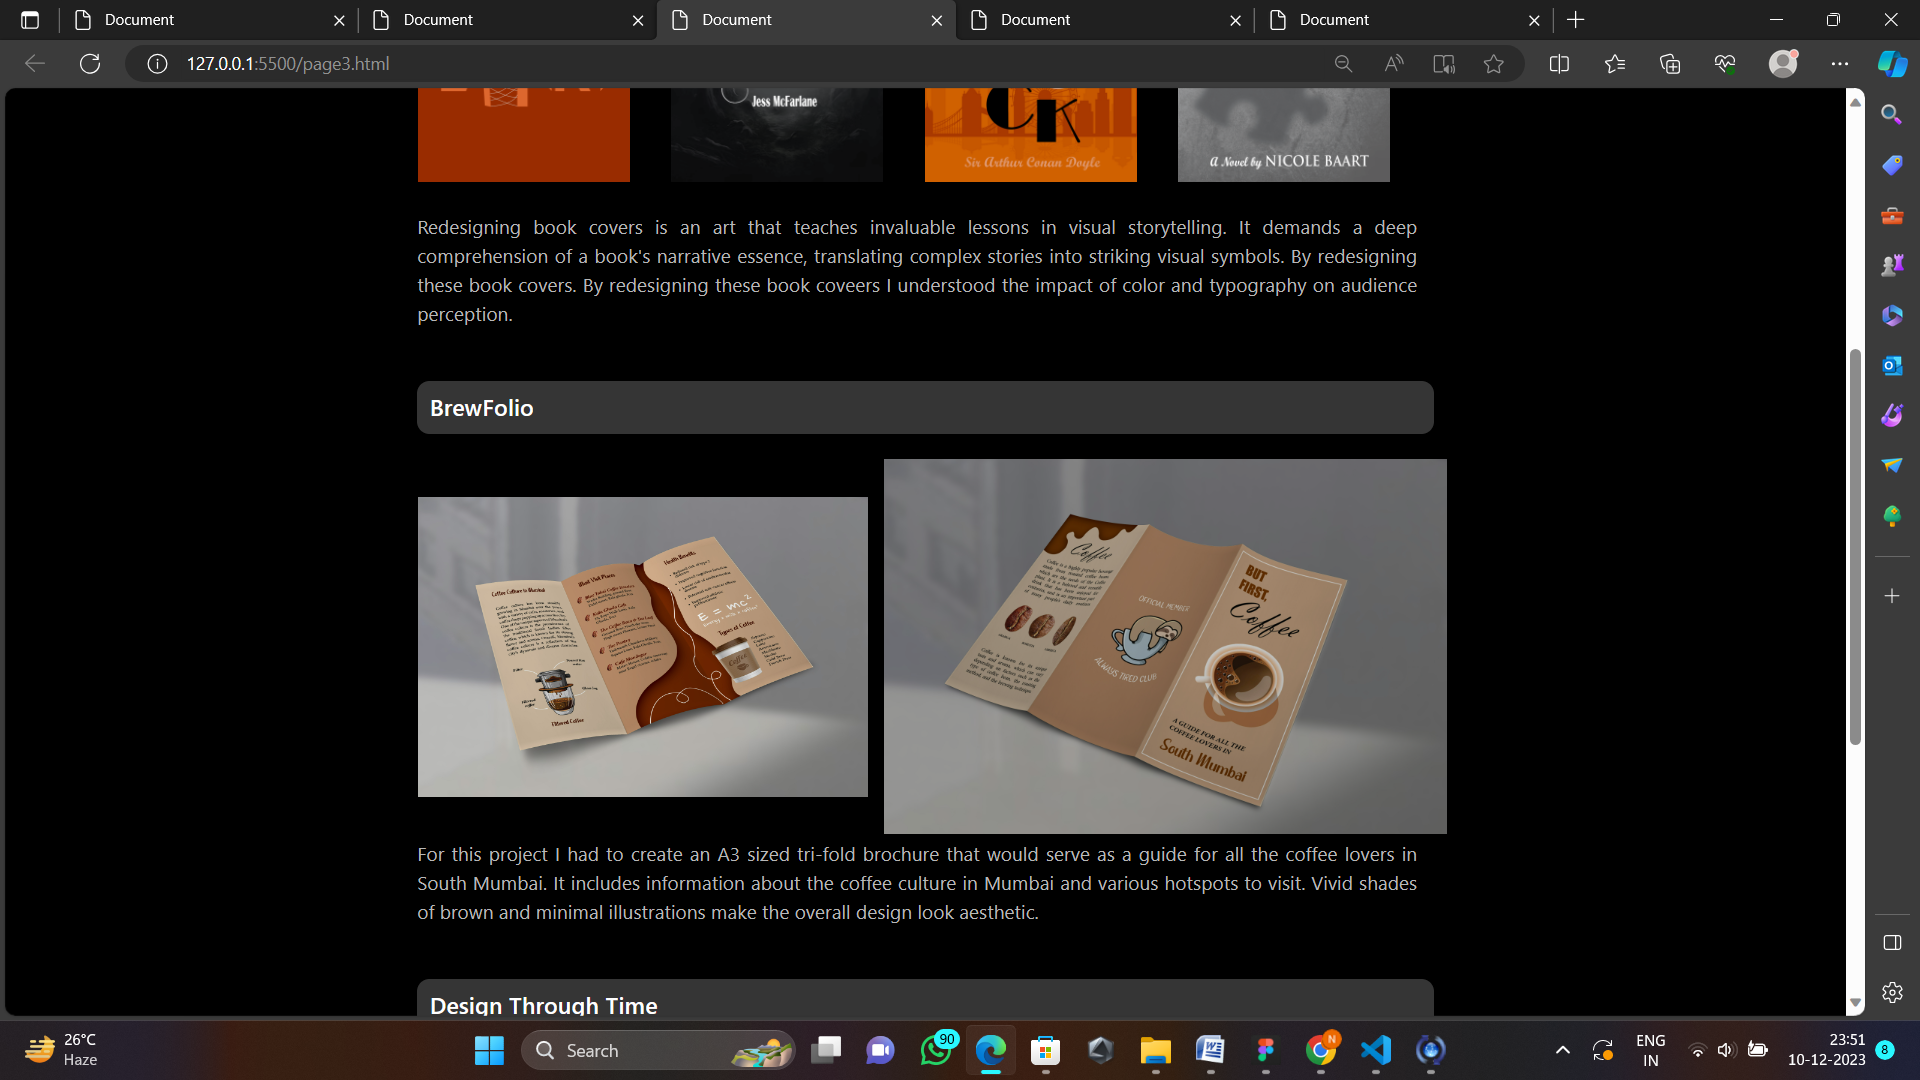 Document
Document
Document
Document
Document
127.0.0.1:5500/page3.html
Jess McFarlane
CK
Sir Arthur Conan Doyle
A Novel by NICOLE BAART
Redesigning book covers is an art that teaches invaluable lessons in visual storytelling. It demands a deep
comprehension of a book's narrative essence, translating complex stories into striking visual symbols. By redesigning
these book covers. By redesigning these book coveers I understood the impact of color and typography on audience
perception.
BrewFolio
Coffee Culture in Mumbai
Must Visit Places
Health Benefits
E = mc²
Types of Coffee
Coffee
Filtered Coffee
Coffee
OFFICIAL MEMBER
ALWAYS TIRED CLUB
BUT
FIRST,
Coffee
A GUIDE FOR ALL THE
COFFEE LOVERS IN
South Mumbai
For this project I had to create an A3 sized tri-fold brochure that would serve as a guide for all the coffee lovers in
South Mumbai. It includes information about the coffee culture in Mumbai and various hotspots to visit. Vivid shades
of brown and minimal illustrations make the overall design look aesthetic.
Design Through Time
26°C
Haze
Search
90
N
ENG
IN
23:51
10-12-2023
8